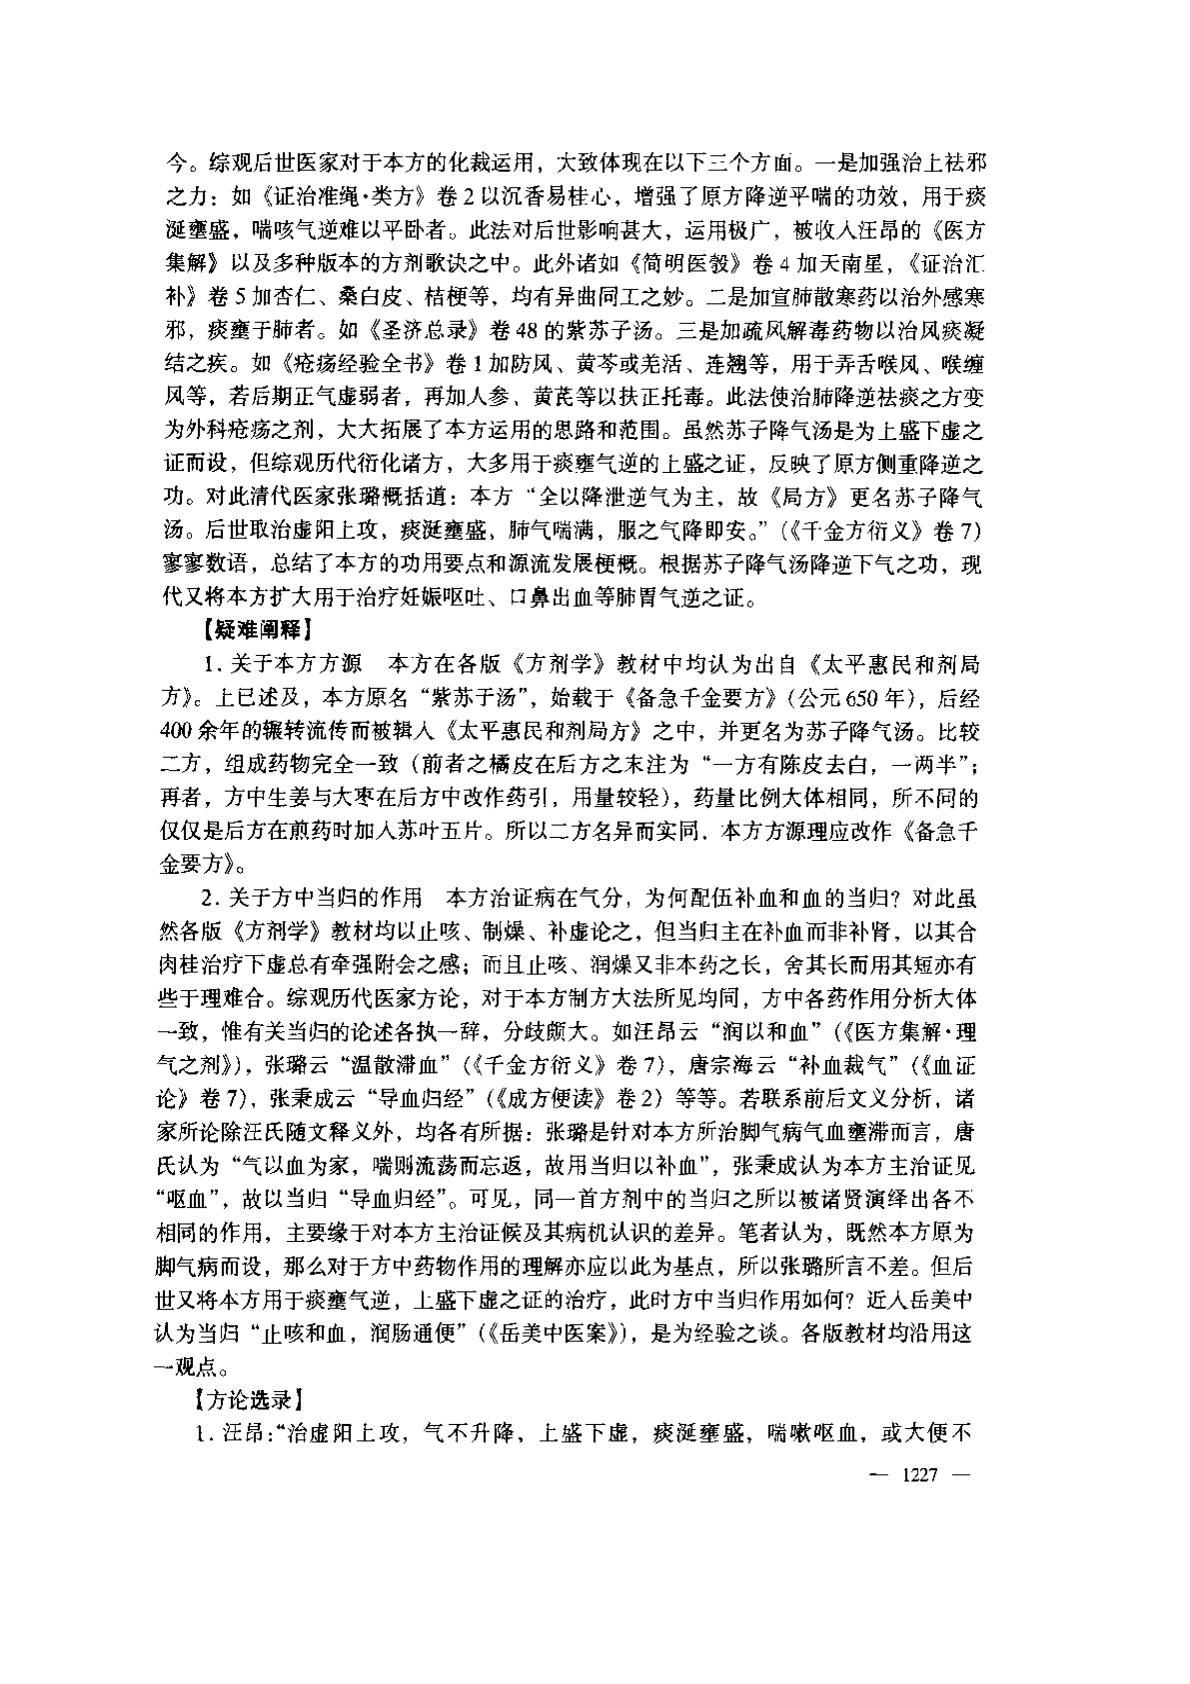 今。综观后世医家对于本方的化裁运用，大致体现在以下三个方面。一是加强治上祛邪
之力：如《证治准绳·类方》卷 2 以沉香易桂心，增强了原方降逆平喘的功效，用于痰
涎壅盛，喘咳气逆难以平卧者。此法对后世影响甚大，运用极广，被收入汪昂的《医方
集解》以及多种版本的方剂歌诀之中。此外诸如《简明医彀》卷 4 加天南星，《证治汇
补》卷 5 加杏仁、桑白皮、桔梗等，均有异曲同工之妙。二是加宣肺散寒药以治外感寒
邪，痰壅于肺者。如《圣济总录》卷 48 的紫苏子汤。三是加疏风解毒药物以治风痰凝
结之疾。如《疮疡经验全书》卷 1 加防风、黄芩或羌活、连翘等，用于弄舌喉风、喉缠
风等，若后期正气虚弱者，再加人参、黄芪等以扶正托毒。此法使治肺降逆祛痰之方变
为外科疮疡之剂，大大拓展了本方运用的思路和范围。虽然苏子降气汤是为上盛下虚之
证而设，但综观历代衍化诸方，大多用于痰壅气逆的上盛之证，反映了原方侧重降逆之
功。对此清代医家张璐概括道：本方“全以降泄逆气为主，故《局方》更名苏子降气
汤。后世取治虚阳上攻，痰涎壅盛，肺气喘满，服之气降即安。”（《千金方衍义》卷 7）
寥寥数语，总结了本方的功用要点和源流发展梗概。根据苏子降气汤降逆下气之功，现
代又将本方扩大用于治疗妊娠呕吐、口鼻出血等肺胃气逆之证。
【疑难阐释】
1. 关于本方方源　本方在各版《方剂学》教材中均认为出自《太平惠民和剂局
方》。上已述及，本方原名“紫苏子汤”，始载于《备急千金要方》（公元 650 年），后经
400 余年的辗转流传而被辑入《太平惠民和剂局方》之中，并更名为苏子降气汤。比较
二方，组成药物完全一致（前者之橘皮在后方之末注为“一方有陈皮去白，一两半”；
再者，方中生姜与大枣在后方中改作药引，用量较轻），药量比例大体相同，所不同的
仅仅是后方在煎药时加入苏叶五片。所以二方名异而实同．本方方源理应改作《备急千
金要方》。
2. 关于方中当归的作用　本方治证病在气分，为何配伍补血和血的当归？对此虽
然各版《方剂学》教材均以止咳、制燥、补虚论之，但当归主在补血而非补肾，以其合
肉桂治疗下虚总有牵强附会之感；而且止咳、润燥又非本药之长，舍其长而用其短亦有
些于理难合。综观历代医家方论，对于本方制方大法所见均同，方中各药作用分析大体
一致，惟有关当归的论述各执一辞，分歧颇大。如汪昂云“润以和血”（《医方集解·理
气之剂》），张璐云“温散滞血”（《千金方衍义》卷 7），唐宗海云“补血裁气”（《血证
论》卷 7），张秉成云“导血归经”（《成方便读》卷 2）等等。若联系前后文义分析，诸
家所论除汪氏随文释义外，均各有所据：张璐是针对本方所治脚气病气血壅滞而言，唐
氏认为“气以血为家，喘则流荡而忘返，故用当归以补血”，张秉成认为本方主治证见
“呕血”，故以当归“导血归经”。可见，同一首方剂中的当归之所以被诸贤演绎出各不
相同的作用，主要缘于对本方主治证候及其病机认识的差异。笔者认为，既然本方原为
脚气病而设，那么对于方中药物作用的理解亦应以此为基点，所以张璐所言不差。但后
世又将本方用于痰壅气逆，上盛下虚之证的治疗，此时方中当归作用如何？近人岳美中
认为当归“止咳和血，润肠通便”（《岳美中医案》），是为经验之谈。各版教材均沿用这
一观点。
【方论选录】
1. 汪昂：“治虚阳上攻，气不升降，上盛下虚，痰涎壅盛，喘嗽呕血，或大便不
— 1227 —